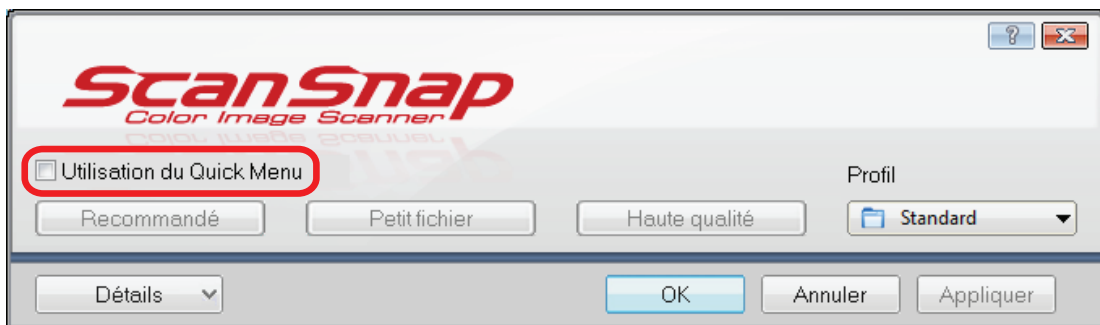 ScanSnap
Color Image Scanner
Utilisation du Quick Menu
Profil
Recommandé Petit fichier Haute qualité Standard
Détails OK Annuler Appliquer